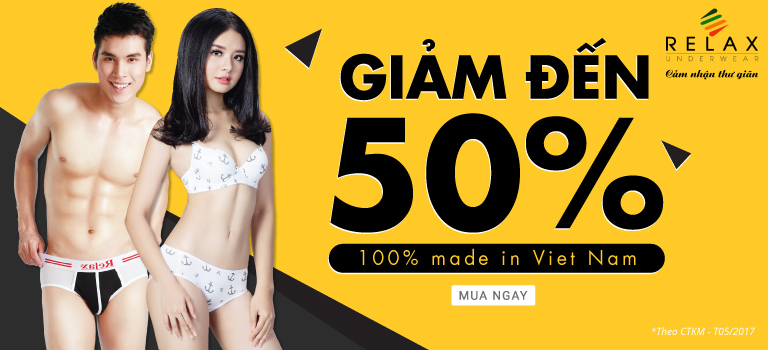 RELAX
UNDERWEAR
Cảm nhận thư giãn
GIẢM ĐẾN
50%
100% made in Viet Nam
MUA NGAY
*Theo CTKM - T05/2017
Relax